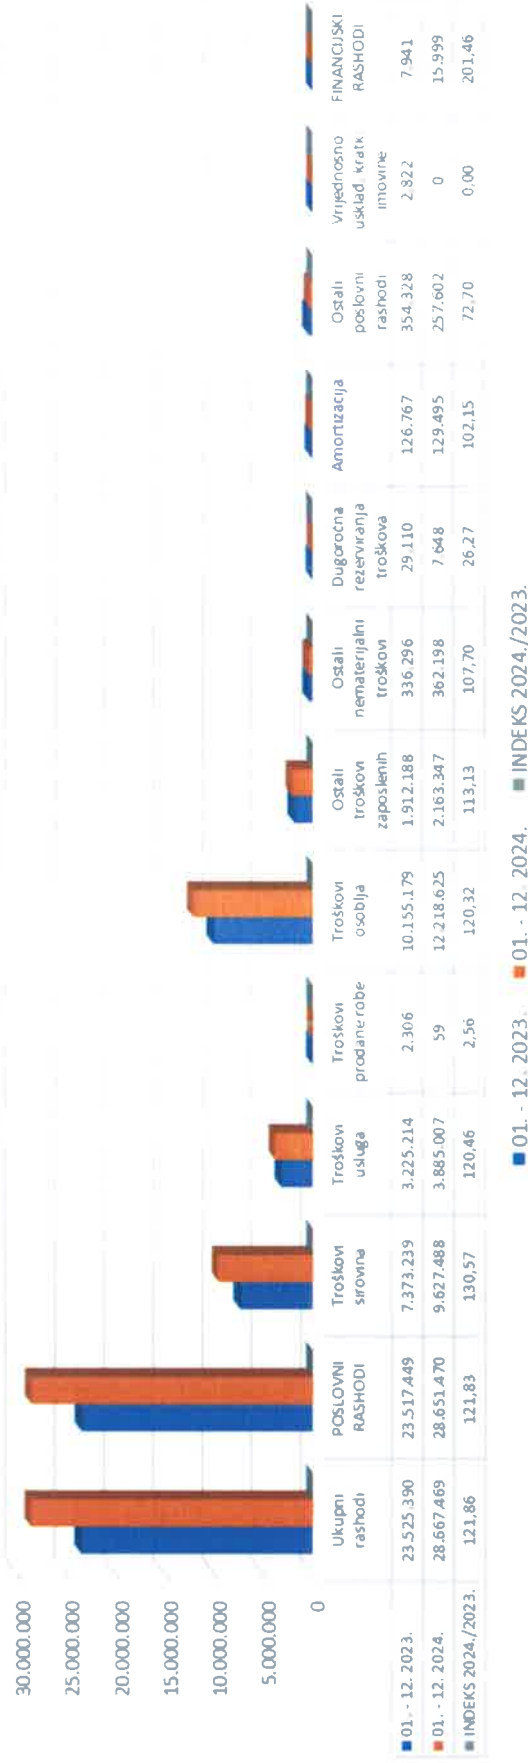 30.000.000
25.000.000
20.000.000
15.000.000
10.000.000
5.000.000
0
Ukupni rashodi
POSLOVNI RASHODI
Troškovi sirovina
Troškovi usluga
Troškovi prodane robe
Troškovi osoblja
Ostali troškovi zaposlenih
Ostali nematerijalni troškovi
Dugoročna rezerviranja troškova
Amortizacija
Ostali poslovni rashodi
Vrijednosno usklađ. kratk imovine
FINANCIJSKI RASHODI
01. - 12. 2023. 23.525.390 23.517.449 7.373.239 3.225.214 2.306 10.155.179 1.912.188 336.296 29.110 126.767 354.328 2.822 7.941
01. - 12. 2024. 28.667.469 28.651.470 9.627.488 3.885.007 59 12.218.625 2.163.347 362.198 7.648 129.495 257.602 0 15.999
INDEKS 2024./2023. 121,86 121,83 130,57 120,46 2,56 120,32 113,13 107,70 26,27 102,15 72,70 0,00 201,46
01. - 12. 2023. 01. - 12. 2024. INDEKS 2024./2023.